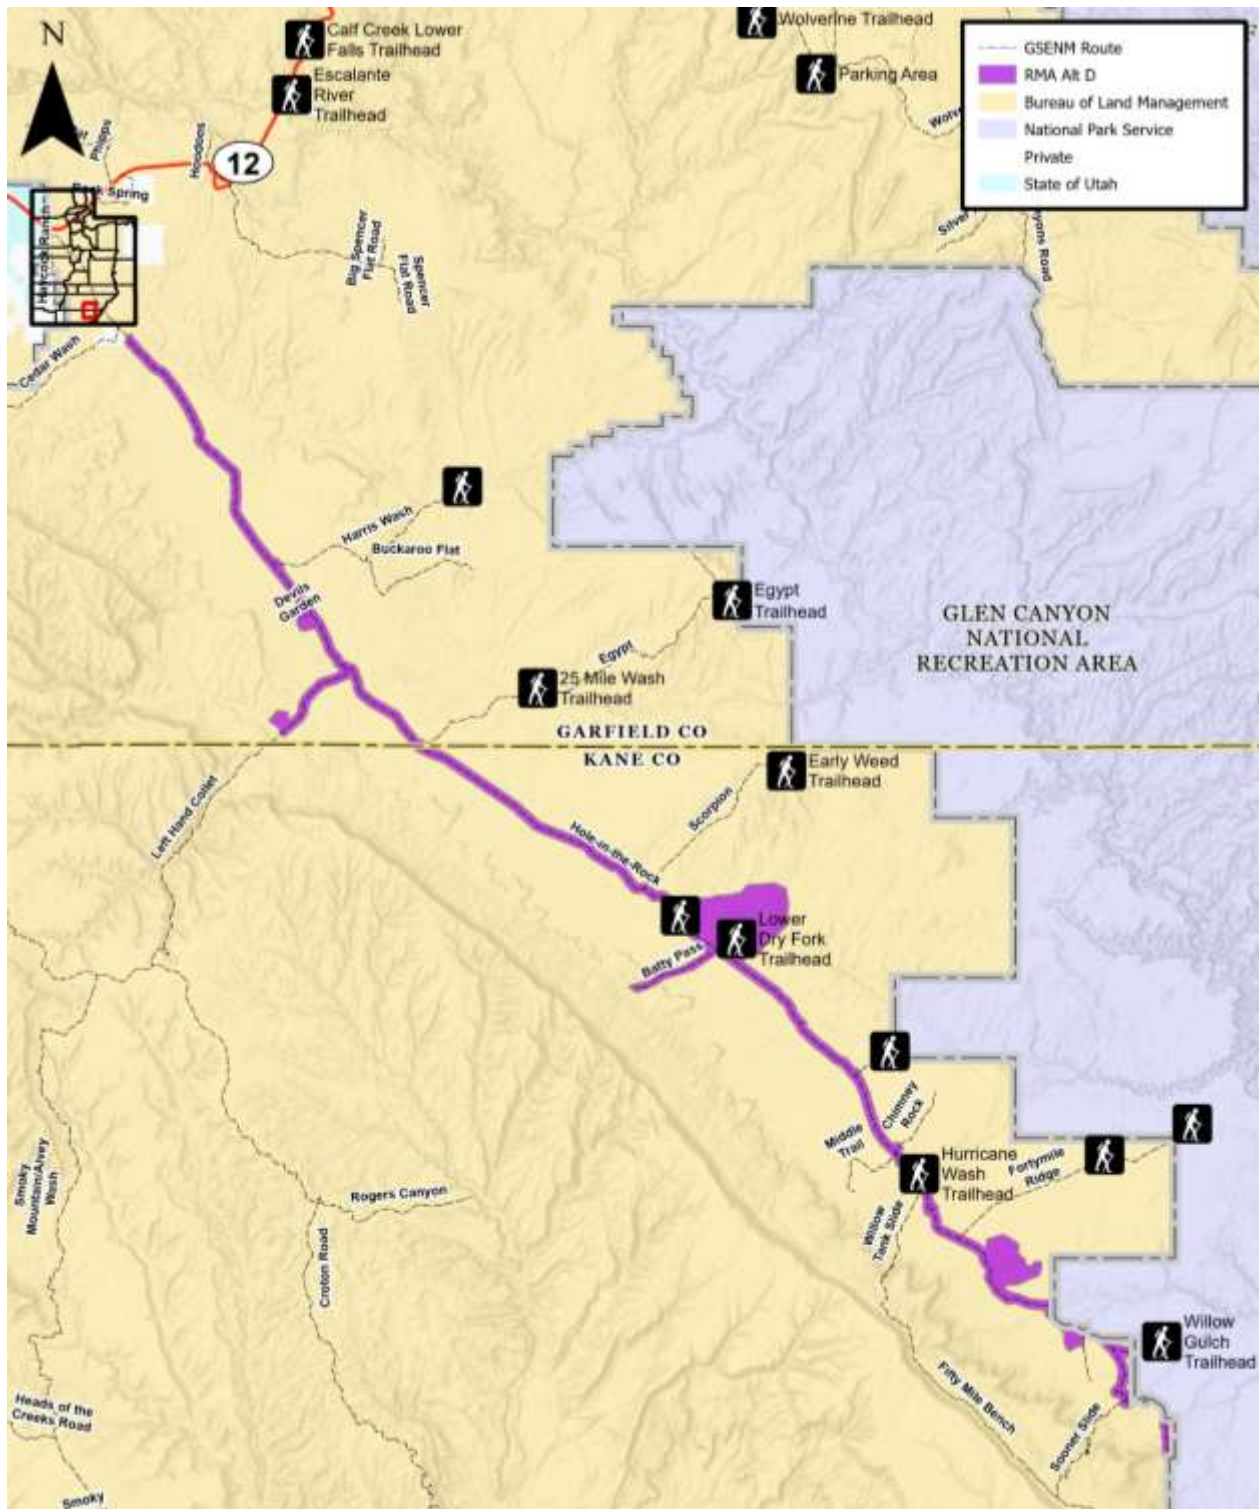 N
Calf Creek Lower
Falls Trailhead
Escalante
River
Trailhead
Wolverine Trailhead
Parking Area
GSENM Route
RMA Alt D
Bureau of Land Management
National Park Service
Private
State of Utah
Phipps
Hoodoos
12
Spring
Ranch
Big Spencer
Flat Road
Spencer
Flat Road
Silver
Cedar Wash
Harris Wash
Buckaroo Flat
Devils
Garden
Egypt
Trailhead
GLEN CANYON
NATIONAL
RECREATION AREA
Egypt
25 Mile Wash
Trailhead
GARFIELD CO
KANE CO
Early Weed
Trailhead
Left Hand Collet
Scorpion
Hole-in-the-Rock
Lower
Dry Fork
Trailhead
Batty Pass
Chimney
Rock
Middle
Trail
Hurricane
Wash
Trailhead
Fortymile
Ridge
Smoky
Mountain/Alvey
Wash
Rogers Canyon
Willow
Tank Slide
Croton Road
Willow
Gulch
Trailhead
Fifty Mile Bench
Heads of the
Creeks Road
Sooner Slide
Smoky